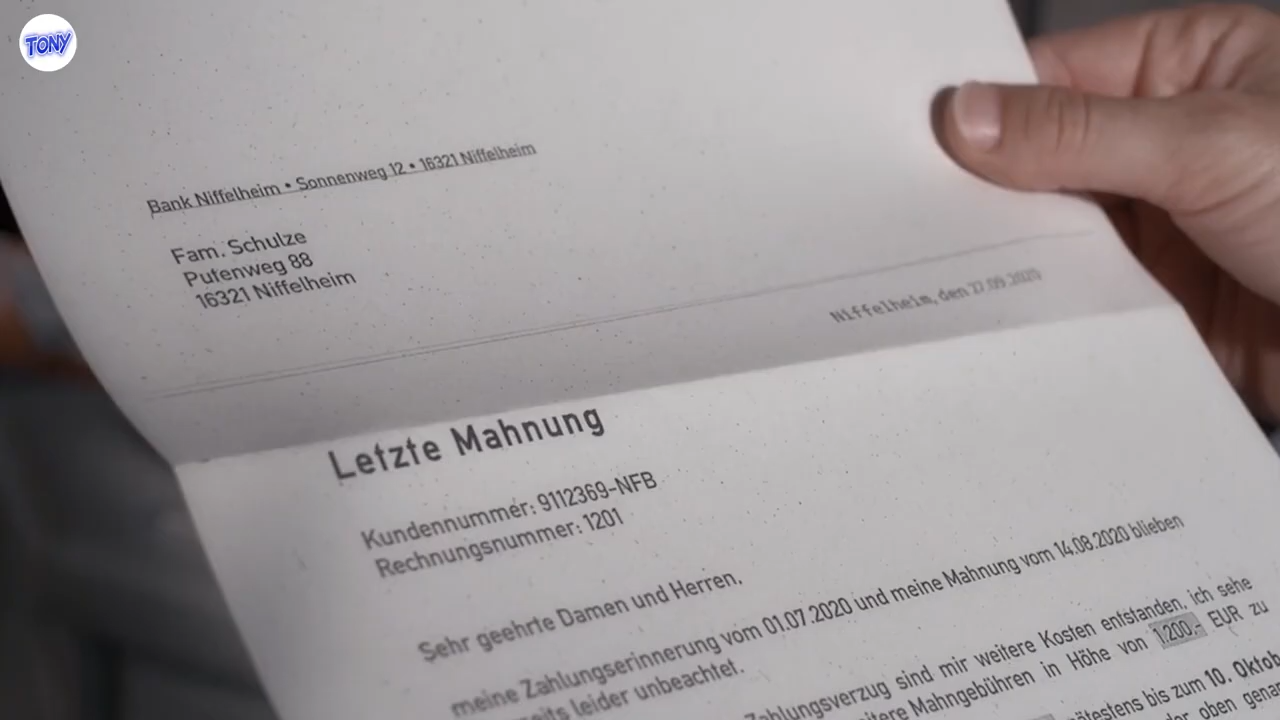 TONY
Bank Niffelheim • Sonnenweg 12 • 16321 Niffelheim
Fam. Schulze
Putenweg 88
16321 Niffelheim
Niffelheim, den 27.09.2020
Letzte Mahnung
Kundennummer: 9112369-NFB
Rechnungsnummer: 1201
Sehr geehrte Damen und Herren,
meine Zahlungserinnerung vom 01.07.2020 und meine Mahnung vom 14.08.2020 blieben
leider unbeachtet.
sind mir weitere Kosten entstanden, ich sehe
Mahngebühren in Höhe von 1200,- EUR zu
bis zum 10.
oben